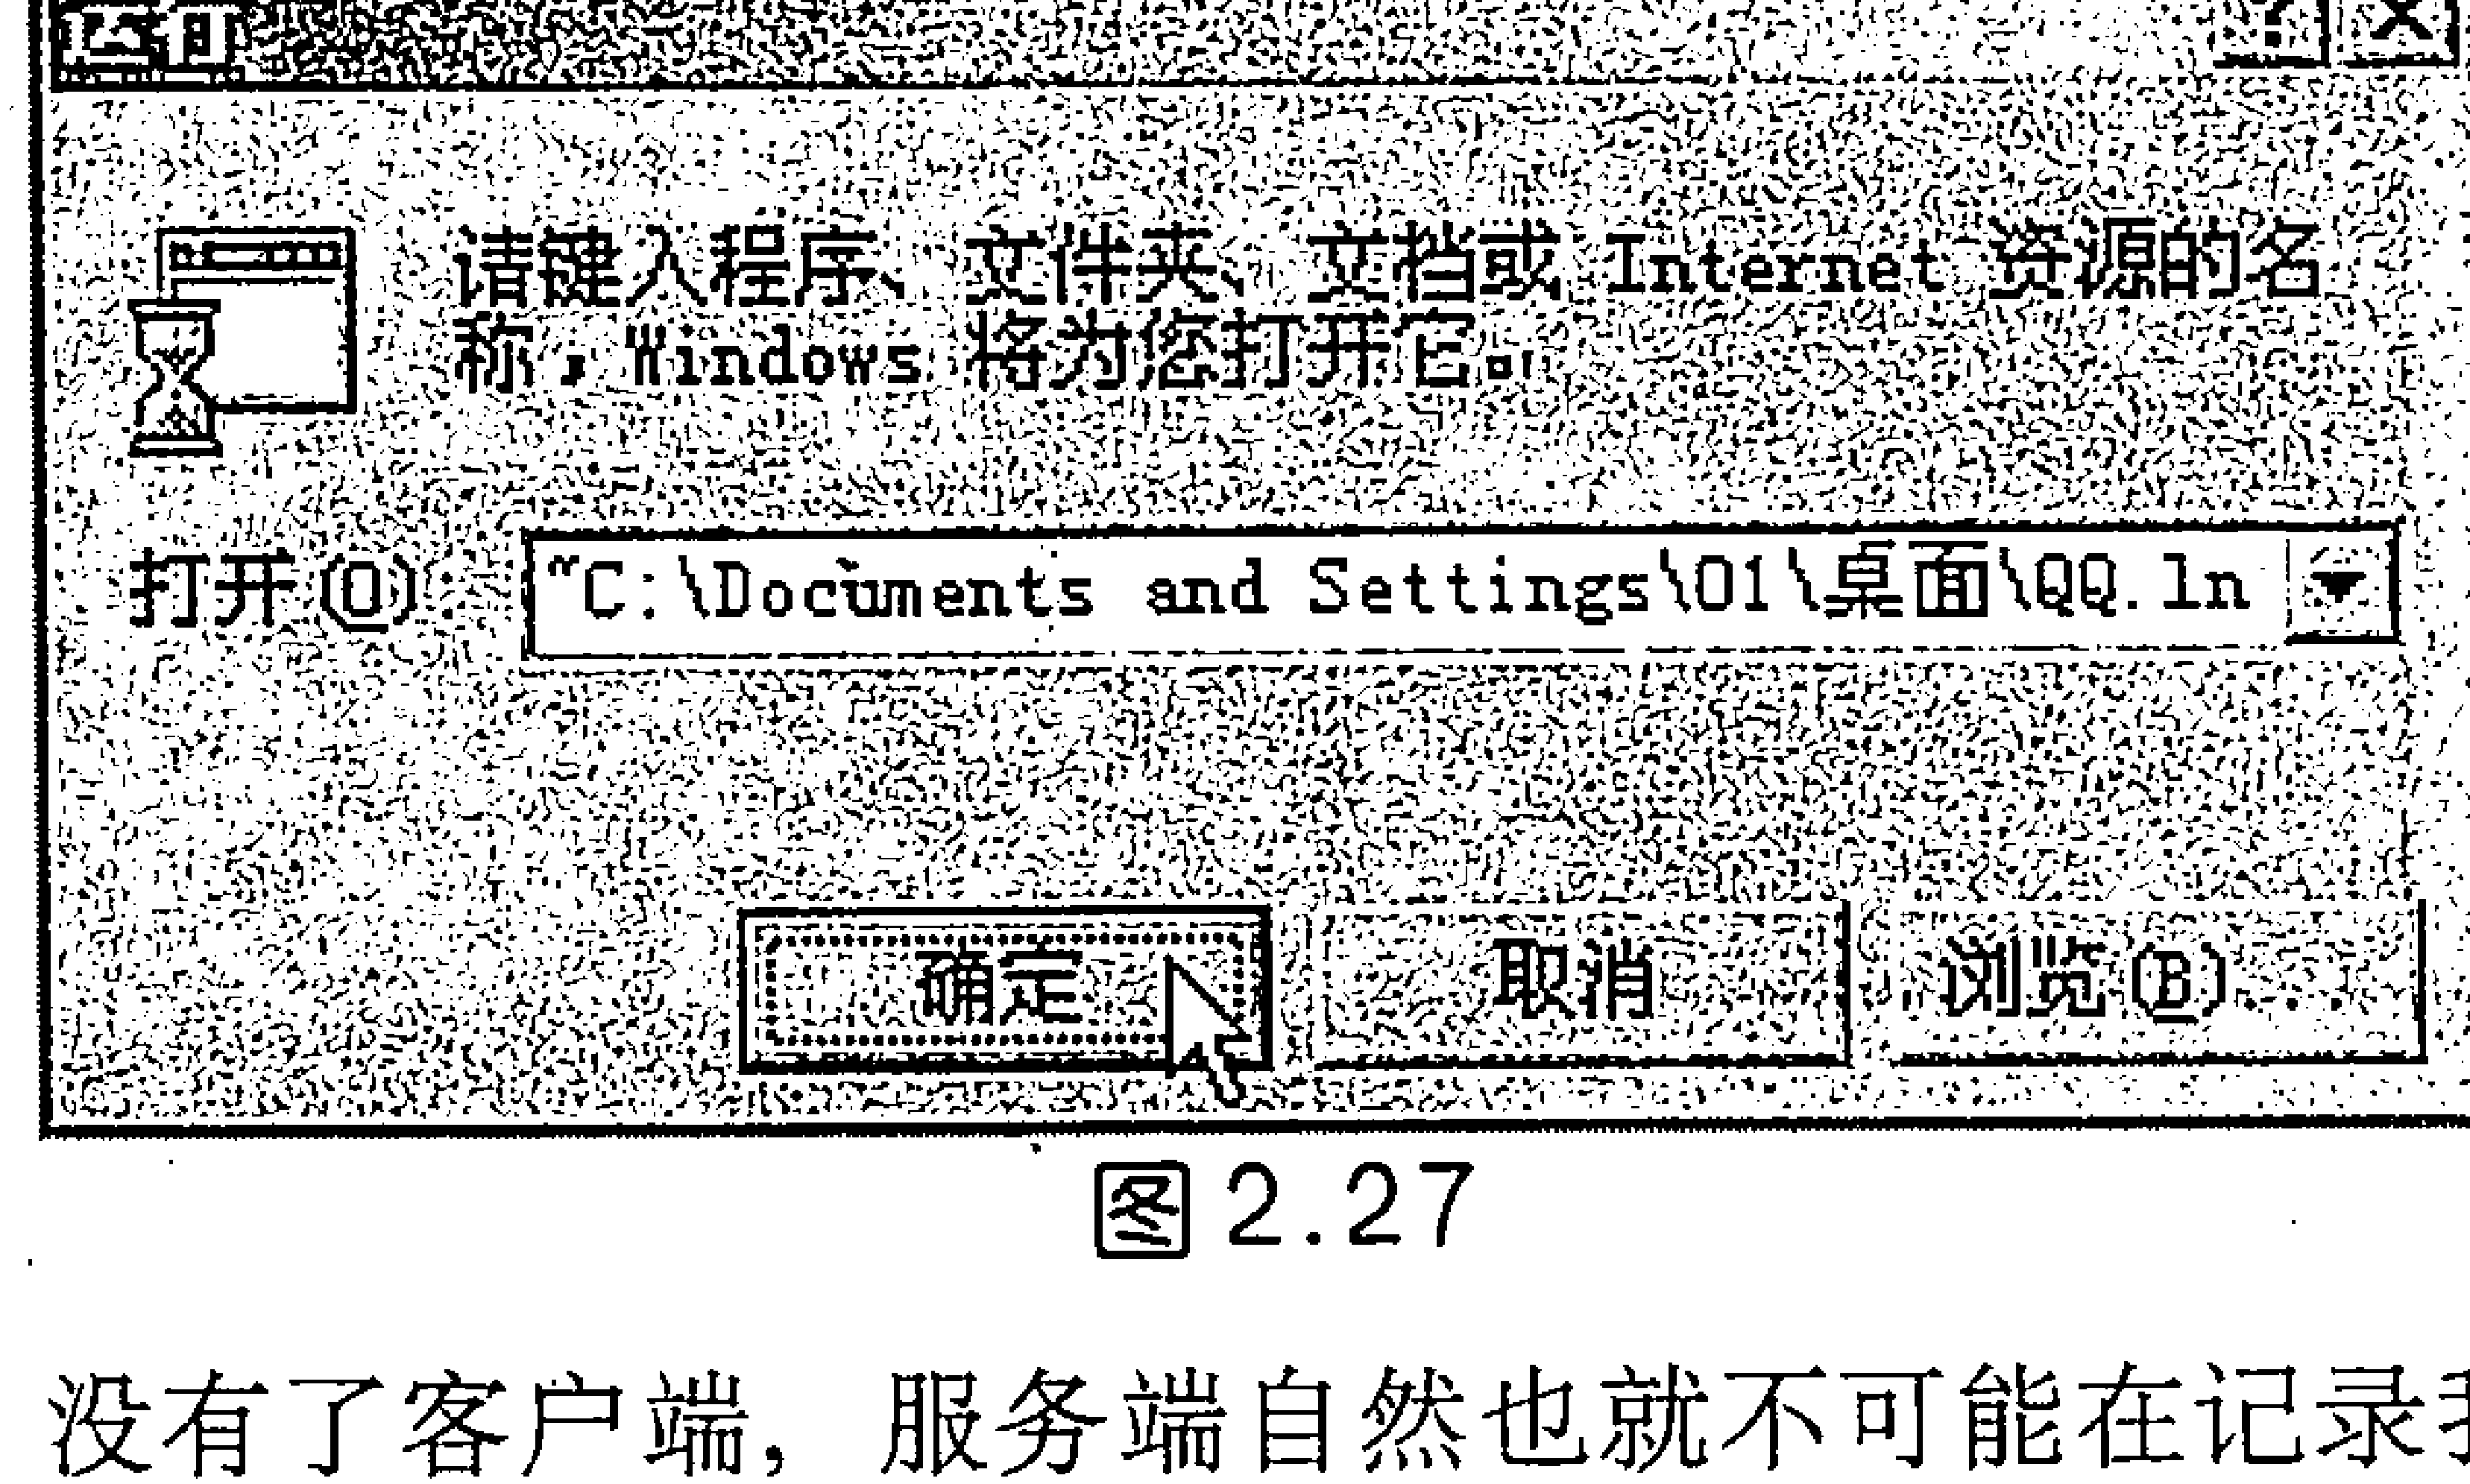 运行
请键入程序、文件夹、文档或 Internet 资源的名
称，Windows 将为您打开它。
打开(O): "C:\Documents and Settings\01\桌面\QQ.ln
确定 取消 浏览(B)...
图 2.27
没有了客户端，服务端自然也就不可能在记录